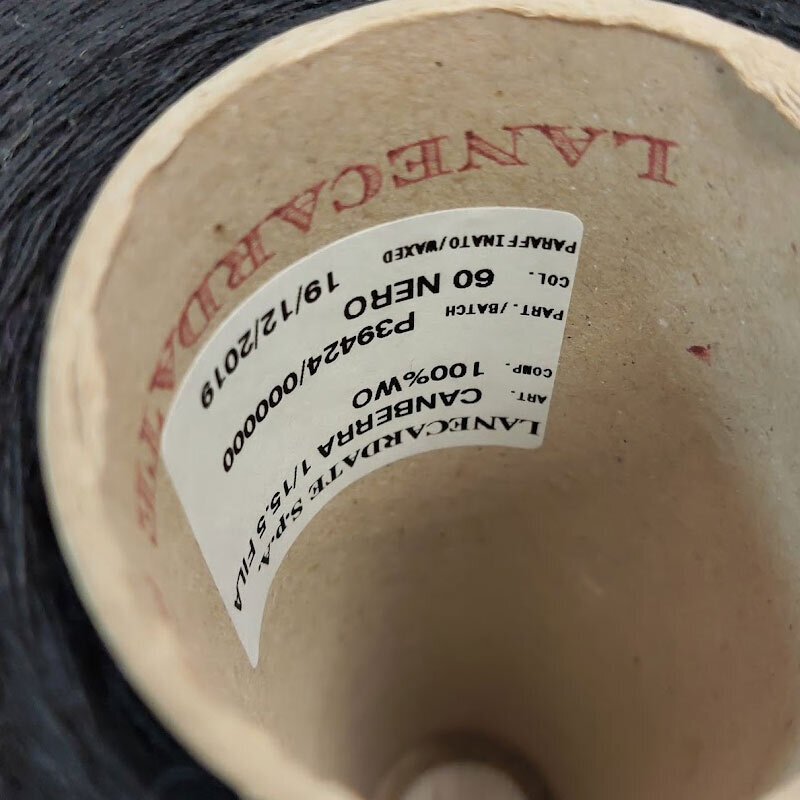 LANECARDATE
LANECARDATE S.P.A.
ART. CANBERRA 1/15.5 FILA
COMP. 100%WO
PART./BATCH P39424/000000
COL. 60 NERO
PARAFFINATO/WAXED 19/12/2019